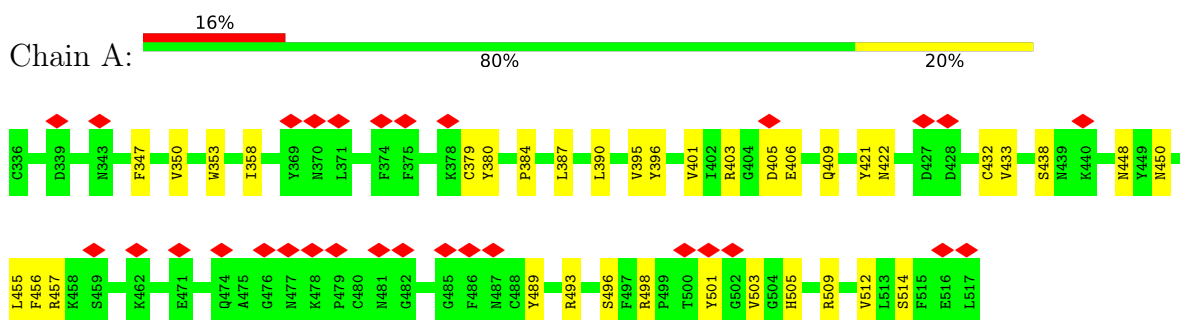 16%
Chain A:
80% 20%
C336 D339 N343 F347 V350 W353 I358 Y369 N370 L371 F374 F375 K378 C379 Y380 P384 L387 L390 V395 Y396 V401 I402 R403 G404 D405 E406 Q409 Y421 N422 D427 D428 C432 V433 S438 N439 K440 N448 Y449 N450
L455 F456 R457 K458 S459 K462 E471 Q474 A475 G476 N477 K478 P479 C480 N481 G482 G485 F486 N487 C488 Y489 R493 S496 F497 R498 P499 T500 Y501 G502 V503 G504 H505 R509 V512 L513 S514 F515 E516 L517